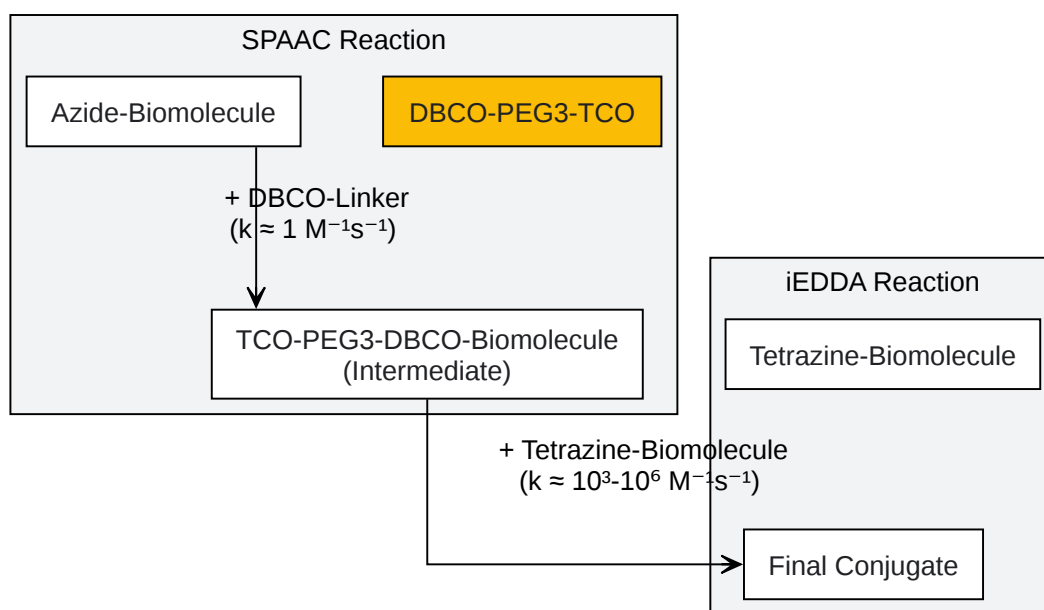 SPAAC Reaction
Azide-Biomolecule
DBCO-PEG3-TCO
+ DBCO-Linker
(k ≈ 1 M⁻¹s⁻¹)
TCO-PEG3-DBCO-Biomolecule
(Intermediate)
iEDDA Reaction
Tetrazine-Biomolecule
+ Tetrazine-Biomolecule
(k ≈ 10³-10⁶ M⁻¹s⁻¹)
Final Conjugate